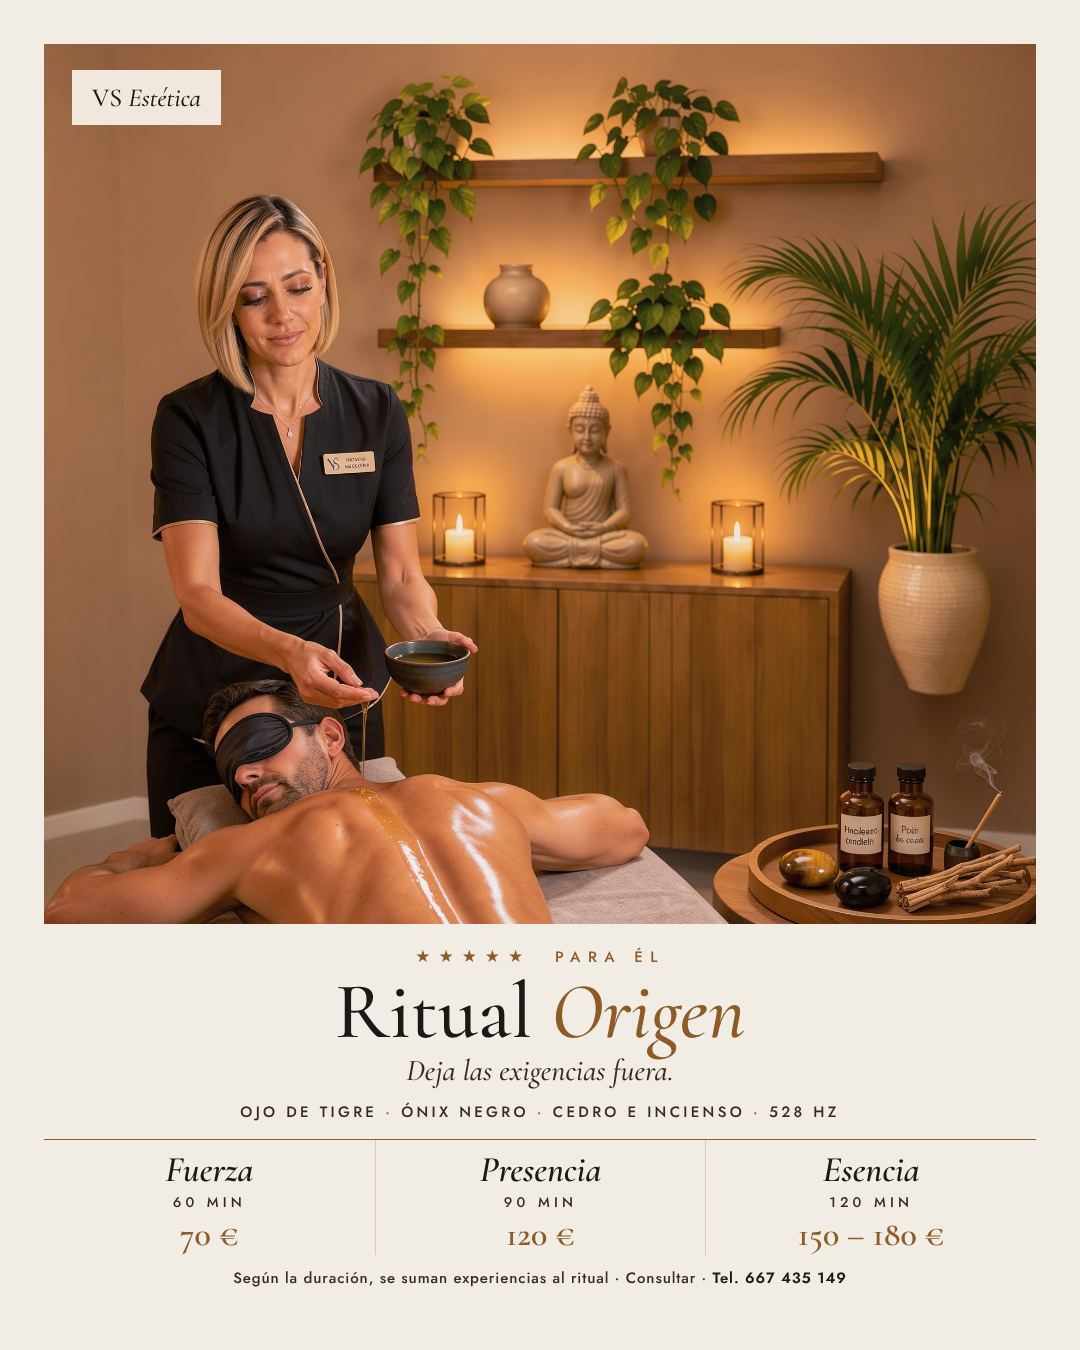 VS Estética
VS
★★★★★ PARA ÉL
Ritual Origen
Deja las exigencias fuera.
OJO DE TIGRE · ÓNIX NEGRO · CEDRO E INCIENSO · 528 HZ
Fuerza
60 MIN
70 €
Presencia
90 MIN
120 €
Esencia
120 MIN
150 – 180 €
Según la duración, se suman experiencias al ritual · Consultar · Tel. 667 435 149